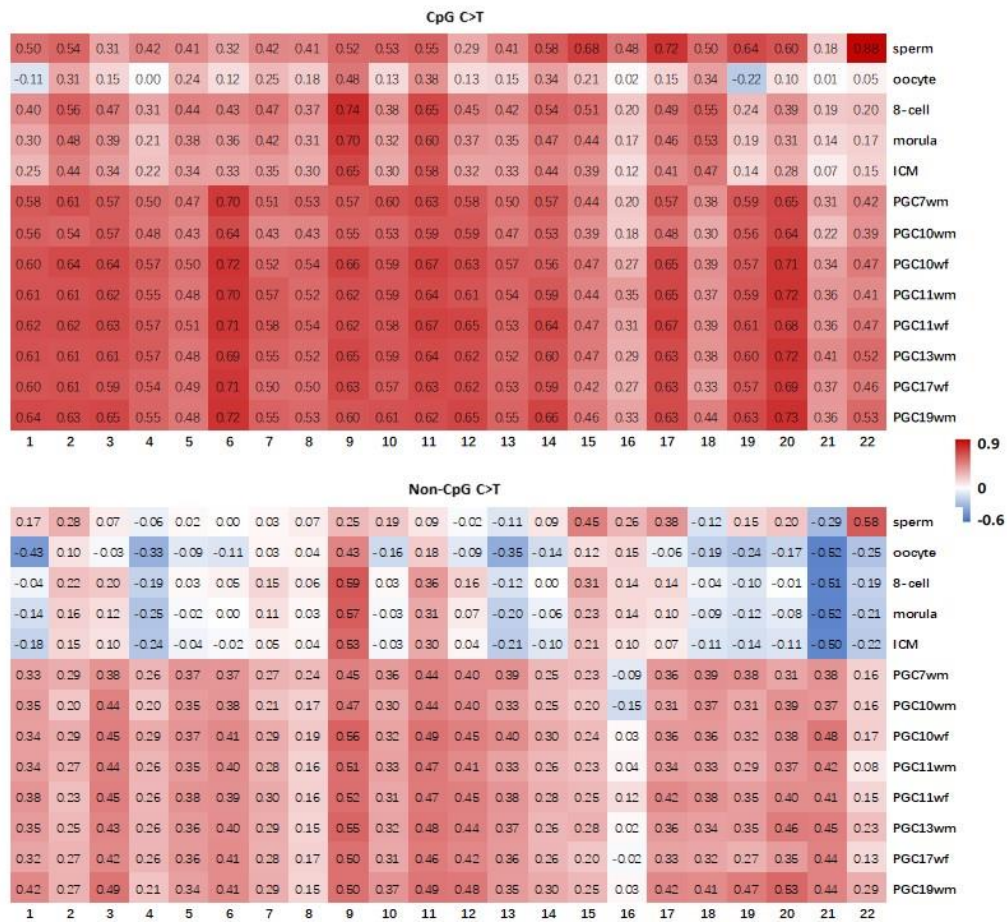 CpG C>T
0.50 0.54 0.31 0.42 0.41 0.32 0.42 0.41 0.52 0.53 0.55 0.29 0.41 0.58 0.68 0.48 0.72 0.50 0.64 0.60 0.18 0.88 sperm
-0.11 0.31 0.15 0.00 0.24 0.12 0.25 0.18 0.48 0.13 0.38 0.13 0.15 0.34 0.21 0.02 0.15 0.34 -0.22 0.10 0.01 0.05 oocyte
0.40 0.56 0.47 0.31 0.44 0.43 0.47 0.37 0.74 0.38 0.65 0.45 0.42 0.54 0.51 0.20 0.49 0.55 0.24 0.39 0.19 0.20 8-cell
0.30 0.48 0.39 0.21 0.38 0.36 0.42 0.31 0.70 0.32 0.60 0.37 0.35 0.47 0.44 0.17 0.46 0.53 0.19 0.31 0.14 0.17 morula
0.25 0.44 0.34 0.22 0.34 0.33 0.35 0.30 0.65 0.30 0.58 0.32 0.33 0.44 0.39 0.12 0.41 0.47 0.14 0.28 0.07 0.15 ICM
0.58 0.61 0.57 0.50 0.47 0.70 0.51 0.53 0.57 0.60 0.63 0.58 0.50 0.57 0.44 0.20 0.57 0.38 0.59 0.65 0.31 0.42 PGC7wm
0.56 0.54 0.57 0.48 0.43 0.64 0.43 0.43 0.55 0.53 0.59 0.59 0.47 0.53 0.39 0.18 0.48 0.30 0.56 0.64 0.22 0.39 PGC10wm
0.60 0.64 0.64 0.57 0.50 0.72 0.52 0.54 0.66 0.59 0.67 0.63 0.57 0.56 0.47 0.27 0.65 0.39 0.57 0.71 0.34 0.47 PGC10wf
0.61 0.61 0.62 0.55 0.48 0.70 0.57 0.52 0.62 0.59 0.64 0.61 0.54 0.59 0.44 0.35 0.65 0.37 0.59 0.72 0.36 0.41 PGC11wm
0.62 0.62 0.63 0.57 0.51 0.71 0.58 0.54 0.62 0.58 0.67 0.65 0.53 0.64 0.47 0.31 0.67 0.39 0.61 0.68 0.36 0.47 PGC11wf
0.61 0.61 0.61 0.57 0.48 0.69 0.55 0.52 0.65 0.59 0.64 0.62 0.52 0.60 0.47 0.29 0.63 0.38 0.60 0.72 0.41 0.52 PGC13wm
0.60 0.61 0.59 0.54 0.49 0.71 0.50 0.50 0.63 0.57 0.63 0.62 0.53 0.59 0.42 0.27 0.63 0.33 0.57 0.69 0.37 0.46 PGC17wf
0.64 0.63 0.65 0.55 0.48 0.72 0.55 0.53 0.60 0.61 0.62 0.65 0.55 0.66 0.46 0.33 0.63 0.44 0.63 0.73 0.36 0.53 PGC19wm
1 2 3 4 5 6 7 8 9 10 11 12 13 14 15 16 17 18 19 20 21 22
0.9
0
-0.6
Non-CpG C>T
0.17 0.28 0.07 -0.06 0.02 0.00 0.03 0.07 0.25 0.19 0.09 -0.02 -0.11 0.09 0.45 0.26 0.38 -0.12 0.15 0.20 -0.29 0.58 sperm
-0.43 0.10 -0.03 -0.33 -0.09 -0.11 0.03 0.04 0.43 -0.16 0.18 -0.09 -0.35 -0.14 0.12 0.15 -0.06 -0.19 -0.24 -0.17 -0.52 -0.25 oocyte
-0.04 0.22 0.20 -0.19 0.03 0.05 0.15 0.06 0.59 0.03 0.36 0.16 -0.12 0.00 0.31 0.14 0.14 -0.04 -0.10 -0.01 -0.51 -0.19 8-cell
-0.14 0.16 0.12 -0.25 -0.02 0.00 0.11 0.03 0.57 -0.03 0.31 0.07 -0.20 -0.06 0.23 0.14 0.10 -0.09 -0.12 -0.08 -0.52 -0.21 morula
-0.18 0.15 0.10 -0.24 -0.04 -0.02 0.05 0.04 0.53 -0.03 0.30 0.04 -0.21 -0.10 0.21 0.10 0.07 -0.11 -0.14 -0.11 -0.50 -0.22 ICM
0.33 0.29 0.38 0.26 0.37 0.37 0.27 0.24 0.45 0.36 0.44 0.40 0.39 0.25 0.23 -0.09 0.36 0.39 0.38 0.31 0.38 0.16 PGC7wm
0.35 0.20 0.44 0.20 0.35 0.38 0.21 0.17 0.47 0.30 0.44 0.40 0.33 0.25 0.20 -0.15 0.31 0.37 0.31 0.39 0.37 0.16 PGC10wm
0.34 0.29 0.45 0.29 0.37 0.41 0.29 0.19 0.56 0.32 0.49 0.45 0.40 0.30 0.24 0.03 0.36 0.36 0.32 0.38 0.48 0.17 PGC10wf
0.34 0.27 0.44 0.26 0.35 0.40 0.28 0.16 0.51 0.33 0.47 0.41 0.33 0.26 0.23 0.04 0.34 0.33 0.29 0.37 0.42 0.08 PGC11wm
0.38 0.23 0.45 0.26 0.38 0.39 0.30 0.16 0.52 0.31 0.47 0.45 0.38 0.28 0.25 0.12 0.42 0.38 0.35 0.40 0.41 0.15 PGC11wf
0.35 0.25 0.43 0.26 0.36 0.40 0.29 0.15 0.55 0.32 0.48 0.44 0.37 0.26 0.28 0.02 0.36 0.34 0.35 0.46 0.45 0.23 PGC13wm
0.32 0.27 0.42 0.26 0.36 0.41 0.28 0.17 0.50 0.31 0.46 0.42 0.36 0.26 0.20 -0.02 0.33 0.32 0.27 0.35 0.44 0.13 PGC17wf
0.42 0.27 0.49 0.21 0.34 0.41 0.29 0.15 0.50 0.37 0.49 0.48 0.35 0.30 0.25 0.03 0.42 0.41 0.47 0.53 0.44 0.29 PGC19wm
1 2 3 4 5 6 7 8 9 10 11 12 13 14 15 16 17 18 19 20 21 22